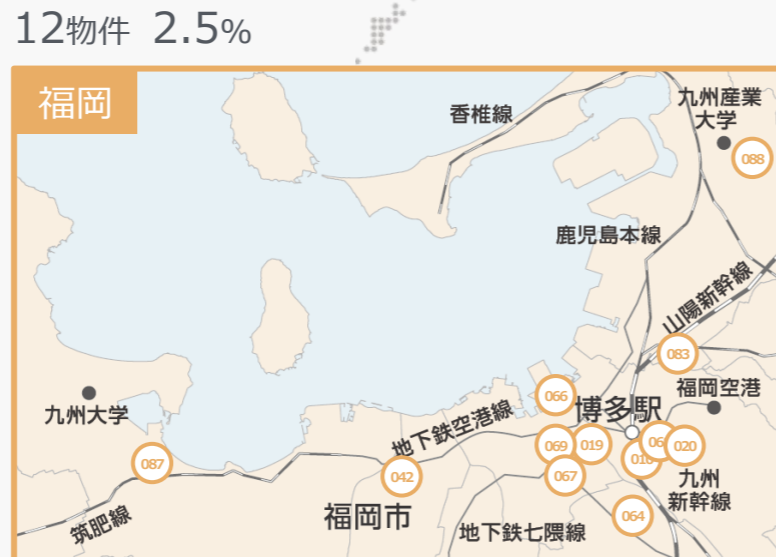 12物件 2.5%
福岡
香椎線
九州産業
大学
088
鹿児島本線
山陽新幹線
083
九州大学
066
博多駅
福岡空港
地下鉄空港線
069
019
020
087
042
067
九州
新幹線
筑肥線
福岡市
地下鉄七隈線
064